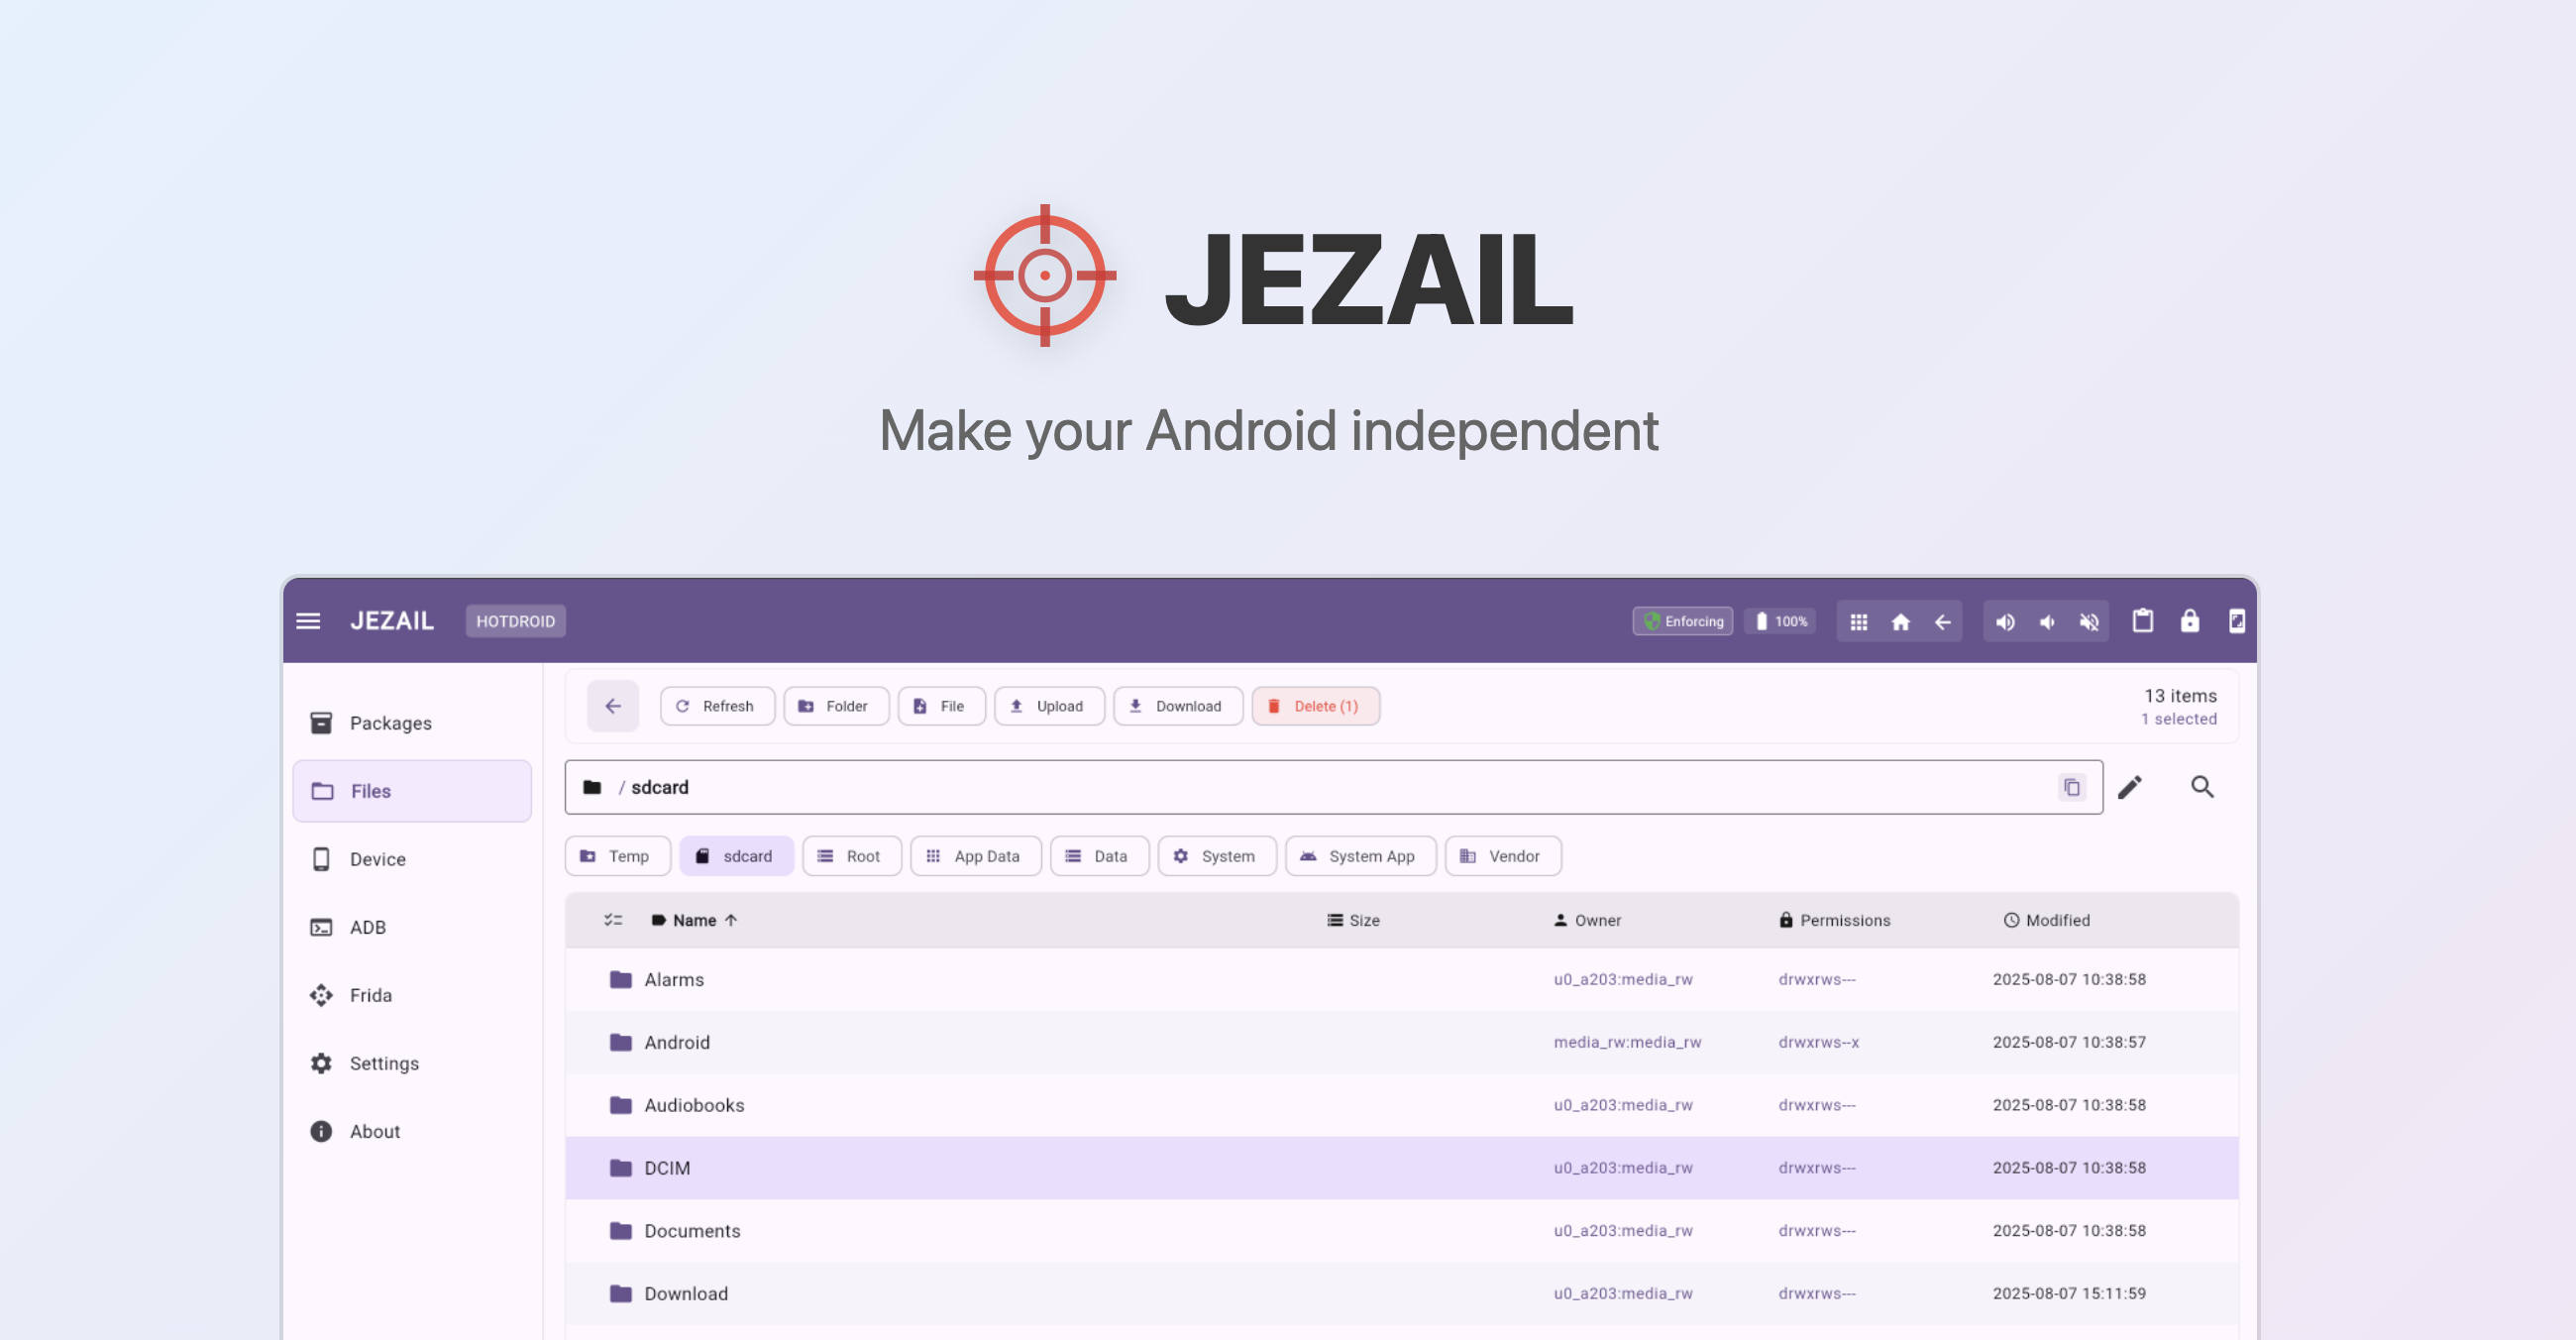 JEZAIL
Make your Android independent
JEZAIL HOTDROID Enforcing 100%
Refresh Folder File Upload Download Delete (1) 13 items
1 selected
Packages
Files
Device
ADB
Frida
Settings
About
/ sdcard
Temp sdcard Root App Data Data System System App Vendor
Name Size Owner Permissions Modified
Alarms u0_a203:media_rw drwxrws--- 2025-08-07 10:38:58
Android media_rw:media_rw drwxrws--x 2025-08-07 10:38:57
Audiobooks u0_a203:media_rw drwxrws--- 2025-08-07 10:38:58
DCIM u0_a203:media_rw drwxrws--- 2025-08-07 10:38:58
Documents u0_a203:media_rw drwxrws--- 2025-08-07 10:38:58
Download u0_a203:media_rw drwxrws--- 2025-08-07 15:11:59